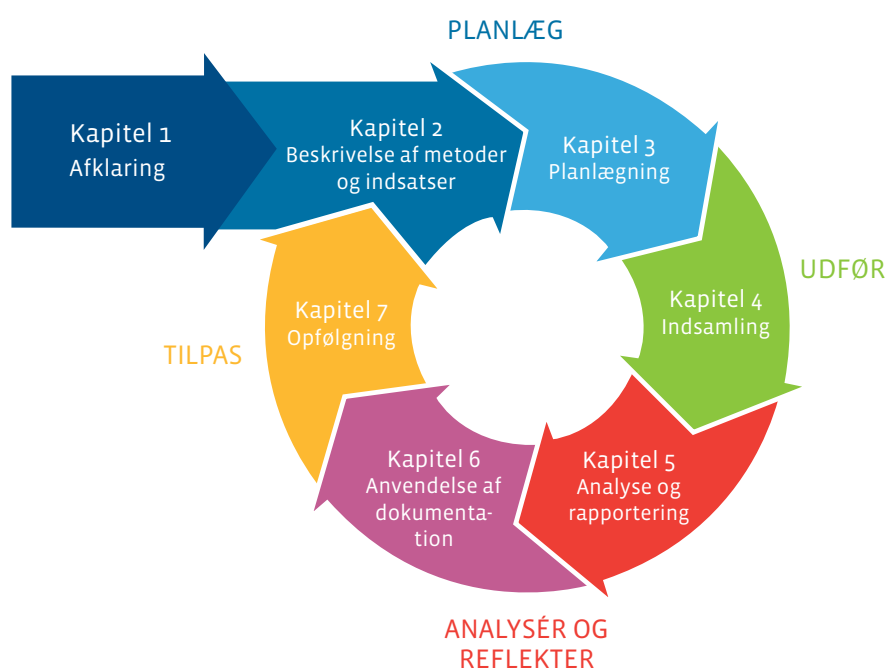 PLANLÆG
Kapitel 1
Afklaring
Kapitel 2
Beskrivelse af metoder
og indsatser
Kapitel 3
Planlægning
UDFØR
Kapitel 4
Indsamling
Kapitel 5
Analyse og
rapportering
ANALYSÉR OG
REFLEKTER
Kapitel 6
Anvendelse af
dokumenta-
tion
TILPAS
Kapitel 7
Opfølgning